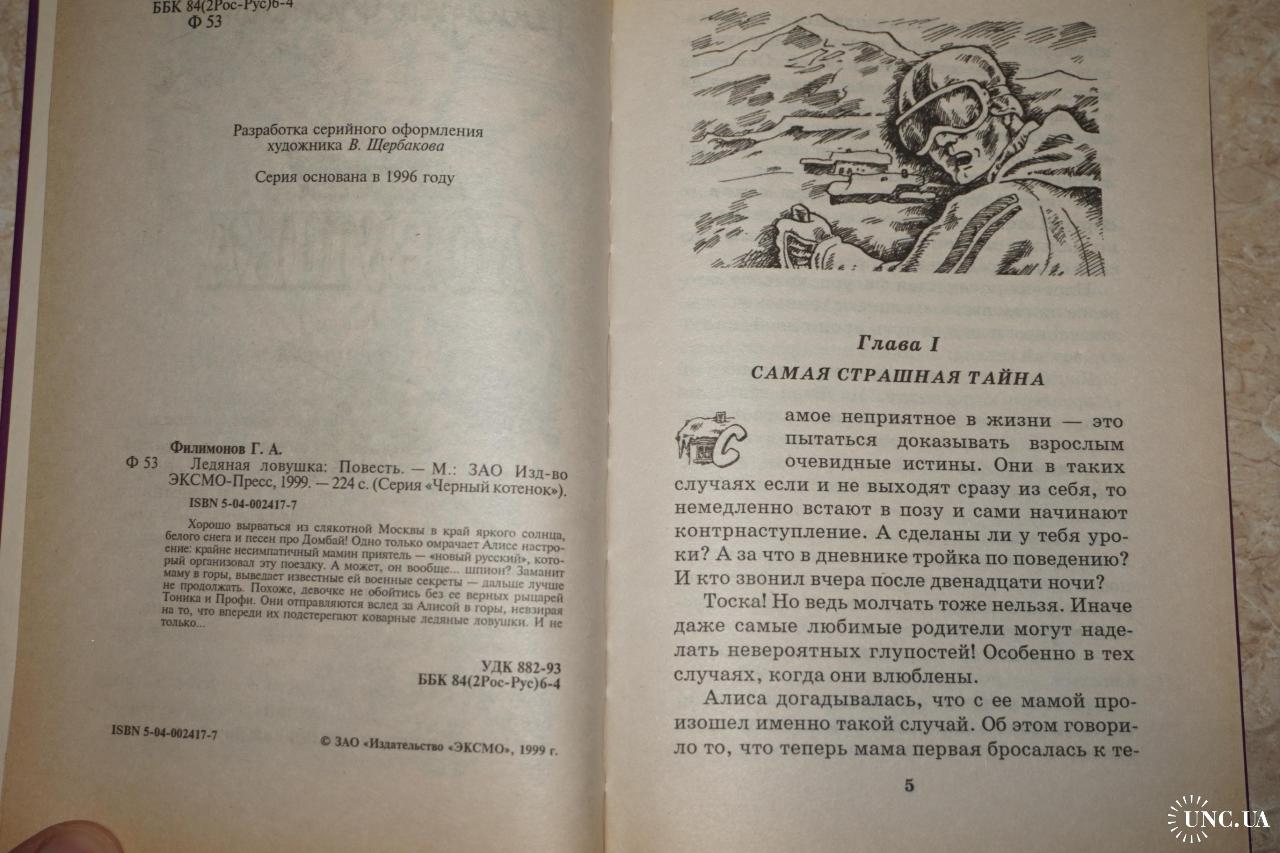 ББК 84(2Рос-Рус)6-4
Ф 53
Разработка серийного оформления
художника В. Щербакова
Серия основана в 1996 году
Филимонов Г. А.
Ф 53 Ледяная ловушка: Повесть. — М.: ЗАО Изд-во
ЭКСМО-Пресс, 1999. — 224 с. (Серия «Черный котенок»).
ISBN 5-04-002417-7
Хорошо вырваться из слякотной Москвы в край яркого солнца,
белого снега и песен про Домбай! Одно только омрачает Алисе настро-
ение: крайне несимпатичный мамин приятель — «новый русский», кото-
рый организовал эту поездку. А может, он вообще... шпион? Заманит
маму в горы, выведает известные ей военные секреты — дальше лучше
не продолжать. Похоже, девочке не обойтись без ее верных рыцарей
Тоника и Профи. Они отправляются вслед за Алисой в горы, невзирая
на то, что впереди их подстерегают коварные ледяные ловушки. И не
только...
УДК 882-93
ББК 84(2Рос-Рус)6-4
ISBN 5-04-002417-7
© ЗАО «Издательство «ЭКСМО», 1999 г.
Глава I
САМАЯ СТРАШНАЯ ТАЙНА
Самое неприятное в жизни — это
пытаться доказывать взрослым
очевидные истины. Они в таких
случаях если и не выходят сразу из себя, то
немедленно встают в позу и сами начинают
контрнаступление. А сделаны ли у тебя уро-
ки? А за что в дневнике тройка по поведению?
И кто звонил вчера после двенадцати ночи?
Тоска! Но ведь молчать тоже нельзя. Иначе
даже самые любимые родители могут наде-
лать невероятных глупостей! Особенно в тех
случаях, когда они влюблены.
Алиса догадывалась, что с ее мамой про-
изошел именно такой случай. Об этом говори-
ло то, что теперь мама первая бросалась к те-
5
UNC.UA